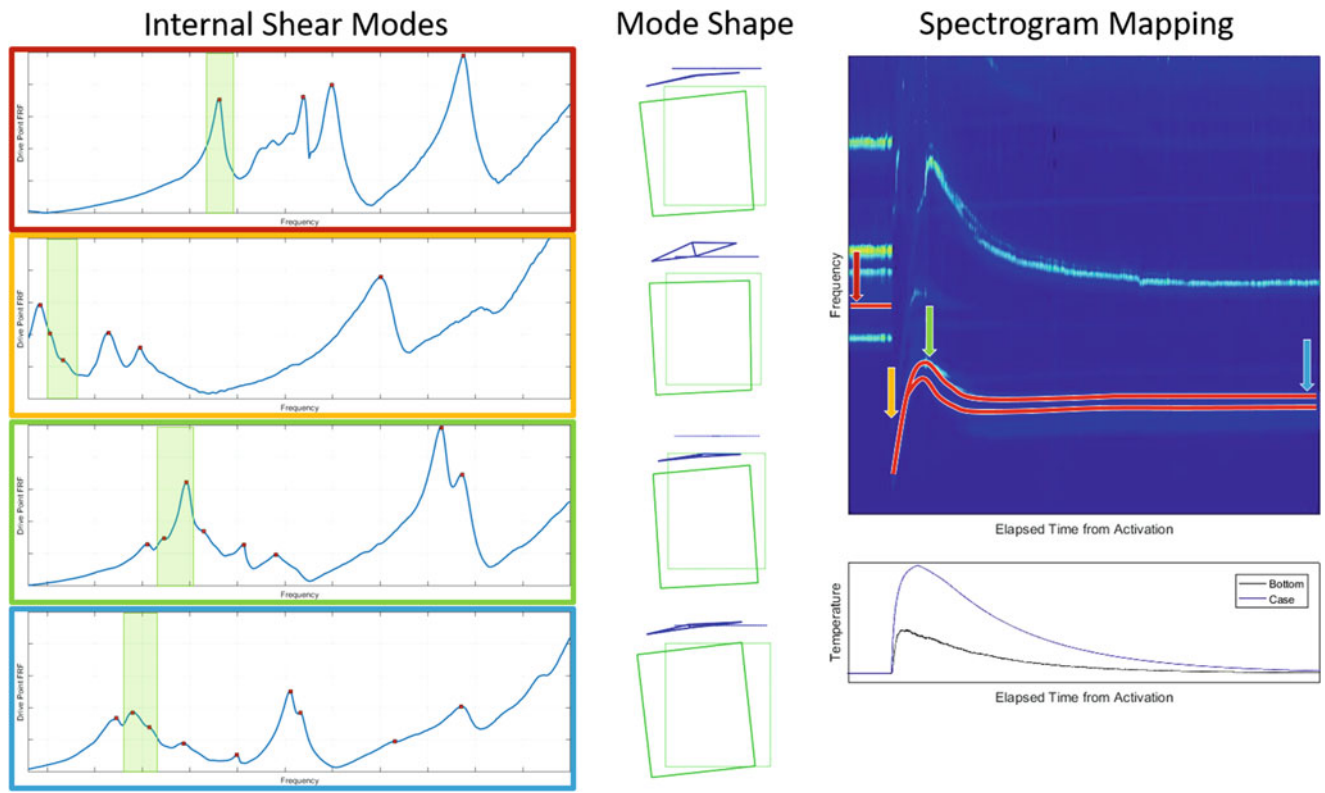 Internal Shear Modes
Mode Shape
Spectrogram Mapping
Drive Point FRF
Frequency
Drive Point FRF
Frequency
Drive Point FRF
Frequency
Drive Point FRF
Frequency
Frequency
Elapsed Time from Activation
Temperature
Bottom
Case
Elapsed Time from Activation